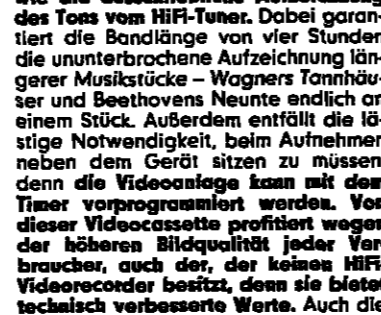 des Tons vom HiFi-Tuner. Dabei garan-
tiert die Bandlänge von vier Stunden
die ununterbrochene Aufzeichnung län-
gerer Musikstücke – Wagners Tannhäu-
ser und Beethovens Neunte endlich an
einem Stück. Außerdem entfällt die lä-
stige Notwendigkeit, beim Aufnehmen
neben dem Gerät sitzen zu müssen
denn die Videoanlage kann mit dem
Timer vorprogrammiert werden. Von
dieser Videocassette profitiert wegen
der höheren Bildqualität jeder Ver-
braucher, auch der, der keinen HiFi-
Videorecorder besitzt, denn sie bietet
technisch verbesserte Werte. Auch die